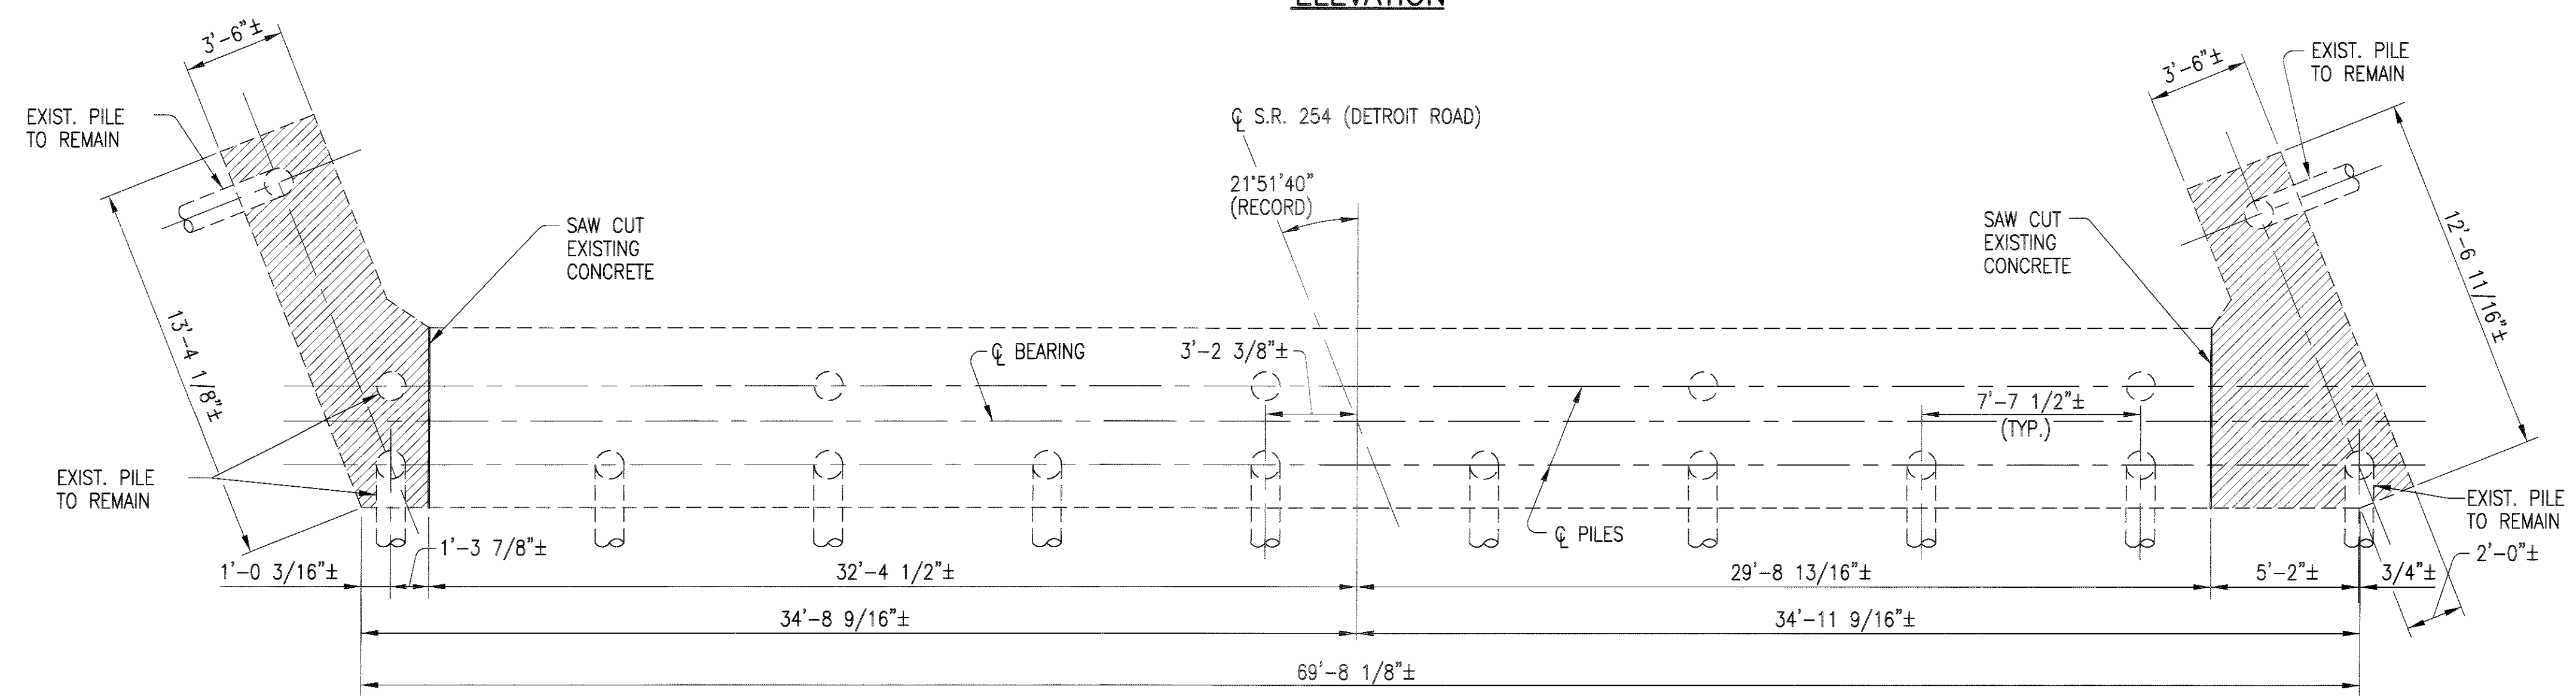 ELEVATION
3'-6"±
EXIST. PILE
TO REMAIN
3'-6"±
EXIST. PILE
TO REMAIN
℄ S.R. 254 (DETROIT ROAD)
21°51'40"
(RECORD)
SAW CUT
EXISTING
CONCRETE
SAW CUT
EXISTING
CONCRETE
12'-6 11/16"±
13'-4 1/8"±
℄ BEARING
3'-2 3/8"±
7'-7 1/2"±
(TYP.)
EXIST. PILE
TO REMAIN
EXIST. PILE
TO REMAIN
℄ PILES
1'-3 7/8"±
2'-0"±
1'-0 3/16"±
32'-4 1/2"±
29'-8 13/16"±
5'-2"±
3/4"±
34'-8 9/16"±
34'-11 9/16"±
69'-8 1/8"±